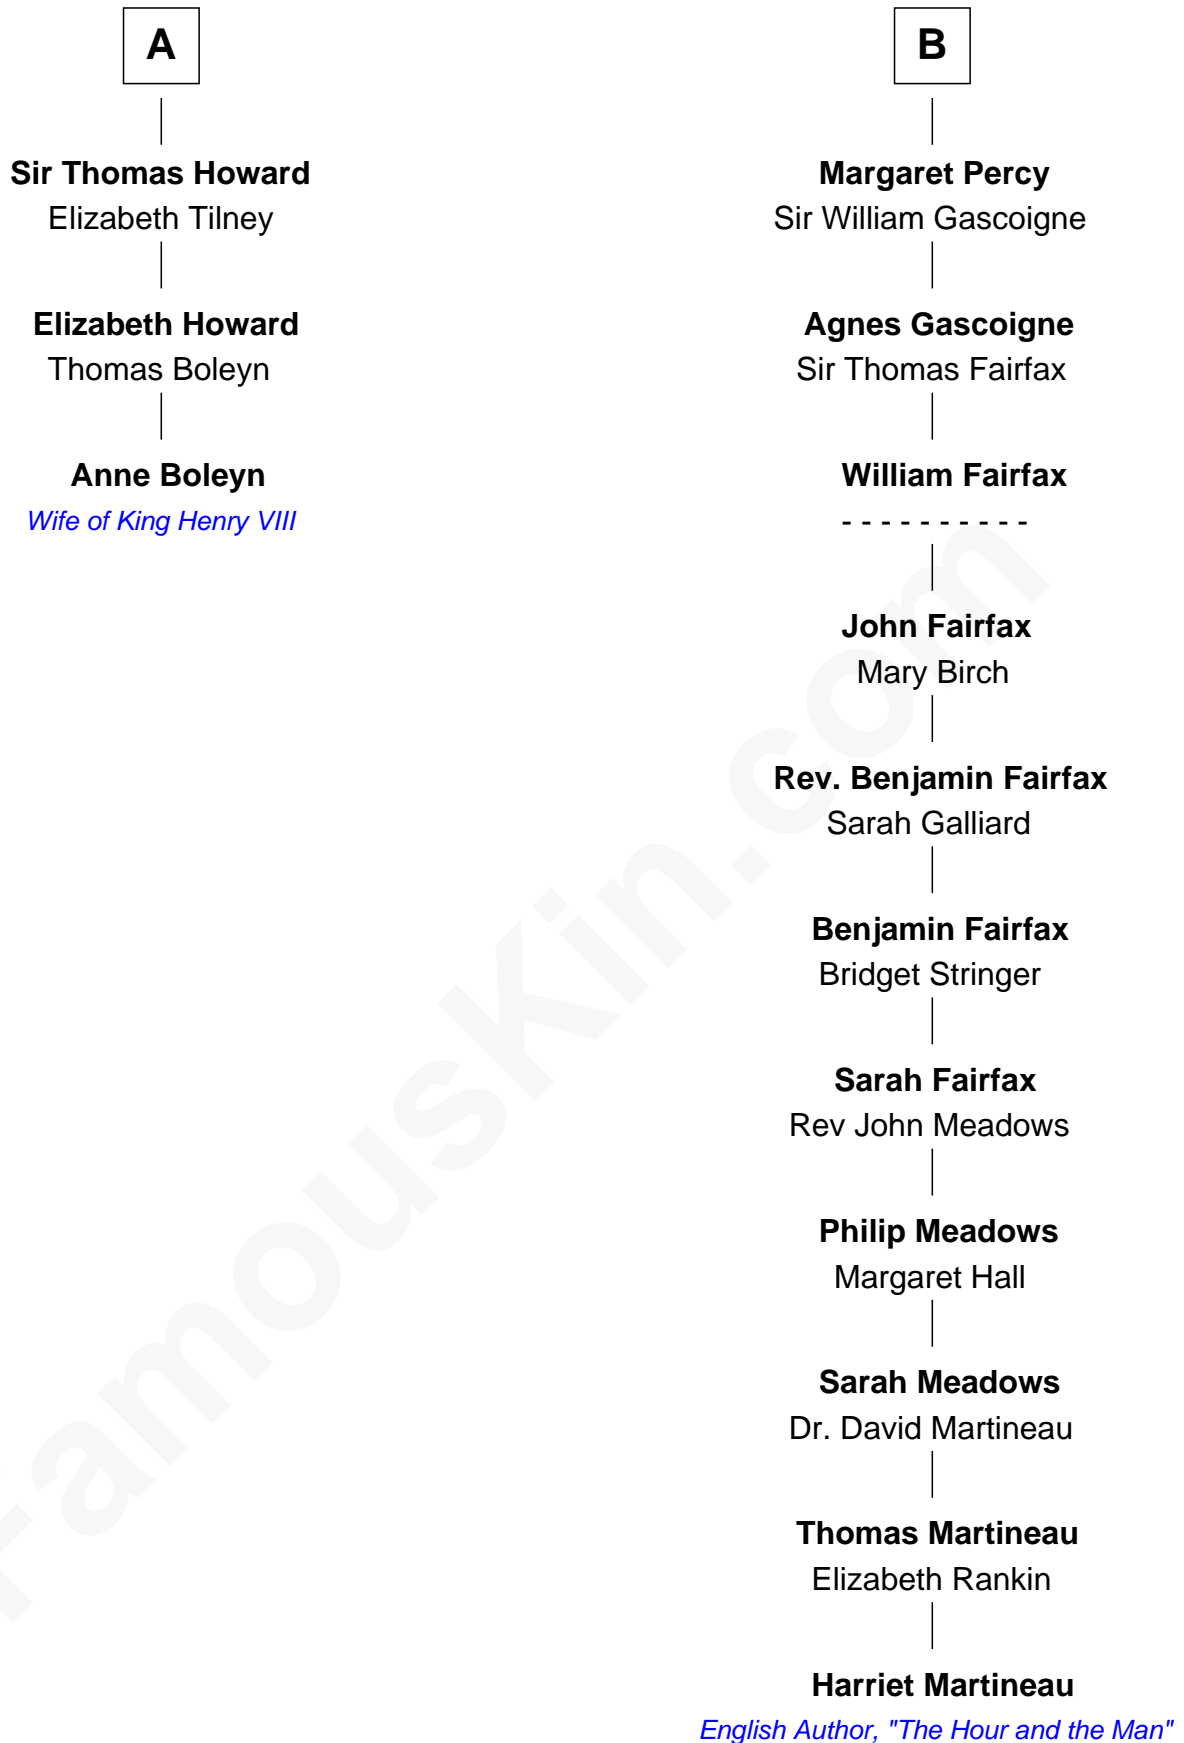 A
Sir Thomas Howard
Elizabeth Tilney
Elizabeth Howard
Thomas Boleyn
Anne Boleyn
Wife of King Henry VIII
B
Margaret Percy
Sir William Gascoigne
Agnes Gascoigne
Sir Thomas Fairfax
William Fairfax
- - - - - - - - - -
John Fairfax
Mary Birch
Rev. Benjamin Fairfax
Sarah Galliard
Benjamin Fairfax
Bridget Stringer
Sarah Fairfax
Rev John Meadows
Philip Meadows
Margaret Hall
Sarah Meadows
Dr. David Martineau
Thomas Martineau
Elizabeth Rankin
Harriet Martineau
English Author, "The Hour and the Man"
FamousKin.com